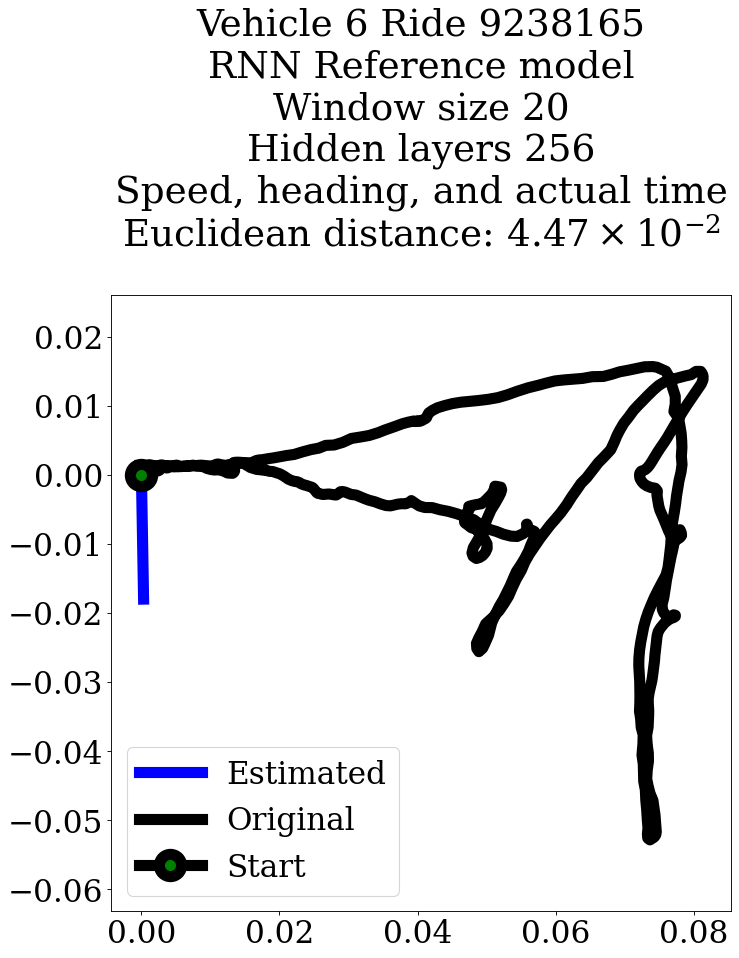 Vehicle 6 Ride 9238165
RNN Reference model
Window size 20
Hidden layers 256
Speed, heading, and actual time
Euclidean distance: 4.47 × 10⁻²
0.02
0.01
0.00
−0.01
−0.02
−0.03
−0.04
−0.05
−0.06
Estimated
Original
Start
0.00 0.02 0.04 0.06 0.08